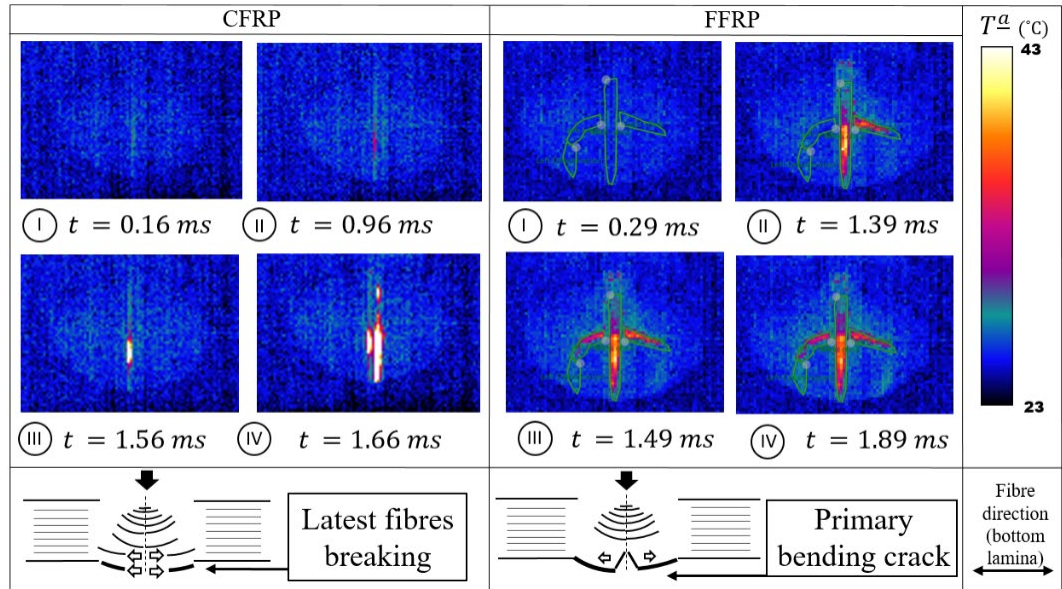 CFRP
FFRP
Tª (˚C)
43
I t = 0.16 ms
II t = 0.96 ms
I t = 0.29 ms
II t = 1.39 ms
III t = 1.56 ms
IV t = 1.66 ms
III t = 1.49 ms
IV t = 1.89 ms
23
Latest fibres
breaking
Primary
bending crack
Fibre
direction
(bottom
lamina)